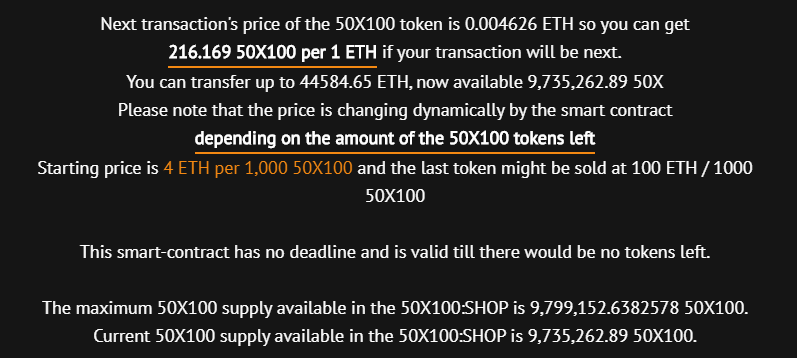 Next transaction's price of the 50X100 token is 0.004626 ETH so you can get
216.169 50X100 per 1 ETH if your transaction will be next.
You can transfer up to 44584.65 ETH, now available 9,735,262.89 50X
Please note that the price is changing dynamically by the smart contract
depending on the amount of the 50X100 tokens left
Starting price is 4 ETH per 1,000 50X100 and the last token might be sold at 100 ETH / 1000
50X100
This smart-contract has no deadline and is valid till there would be no tokens left.
The maximum 50X100 supply available in the 50X100:SHOP is 9,799,152.6382578 50X100.
Current 50X100 supply available in the 50X100:SHOP is 9,735,262.89 50X100.